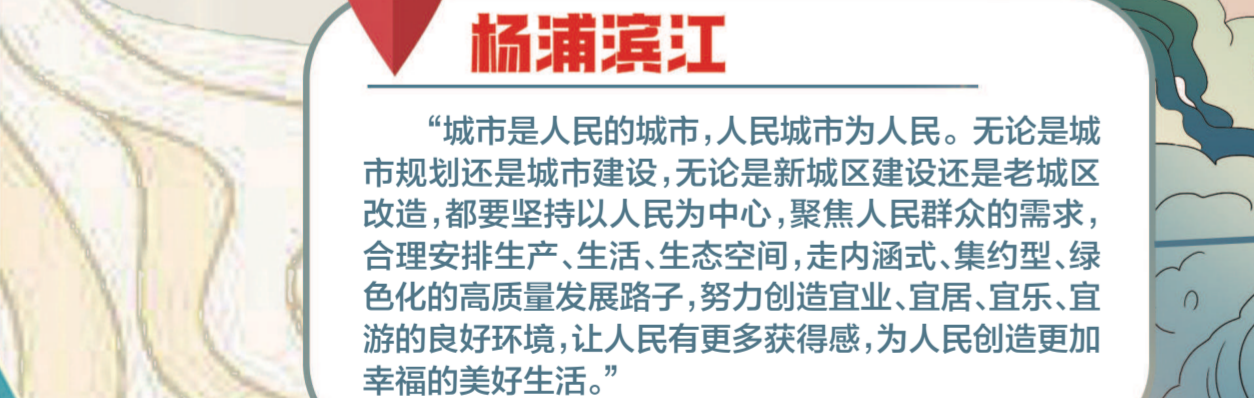 杨浦滨江
“城市是人民的城市，人民城市为人民。无论是城
市规划还是城市建设，无论是新城区建设还是老城区
改造，都要坚持以人民为中心，聚焦人民群众的需求，
合理安排生产、生活、生态空间，走内涵式、集约型、绿
色化的高质量发展路子，努力创造宜业、宜居、宜乐、宜
游的良好环境，让人民有更多获得感，为人民创造更加
幸福的美好生活。”